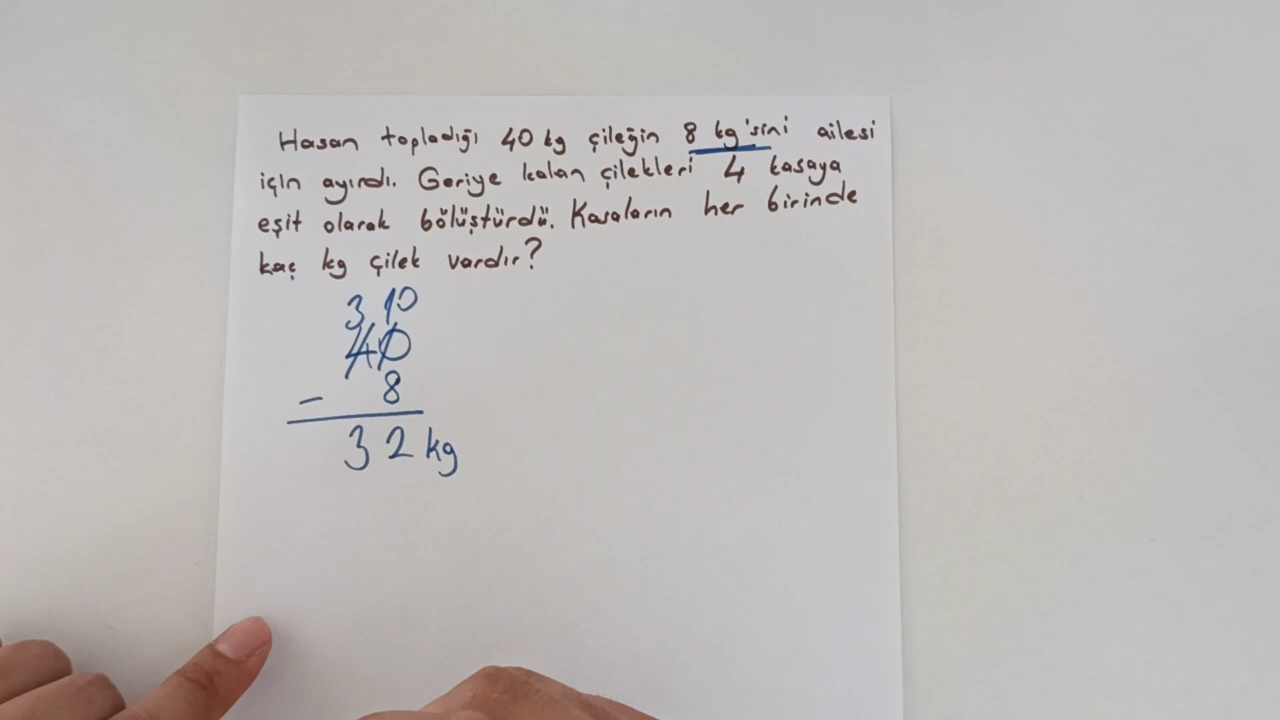 Hasan topladığı 40 kg çileğin 8 kg'sini ailesi
için ayırdı. Geriye kalan çilekleri 4 kasaya
eşit olarak bölüştürdü. Kasaların her birinde
kaç kg çilek vardır?
3 10
40
- 8
32 kg